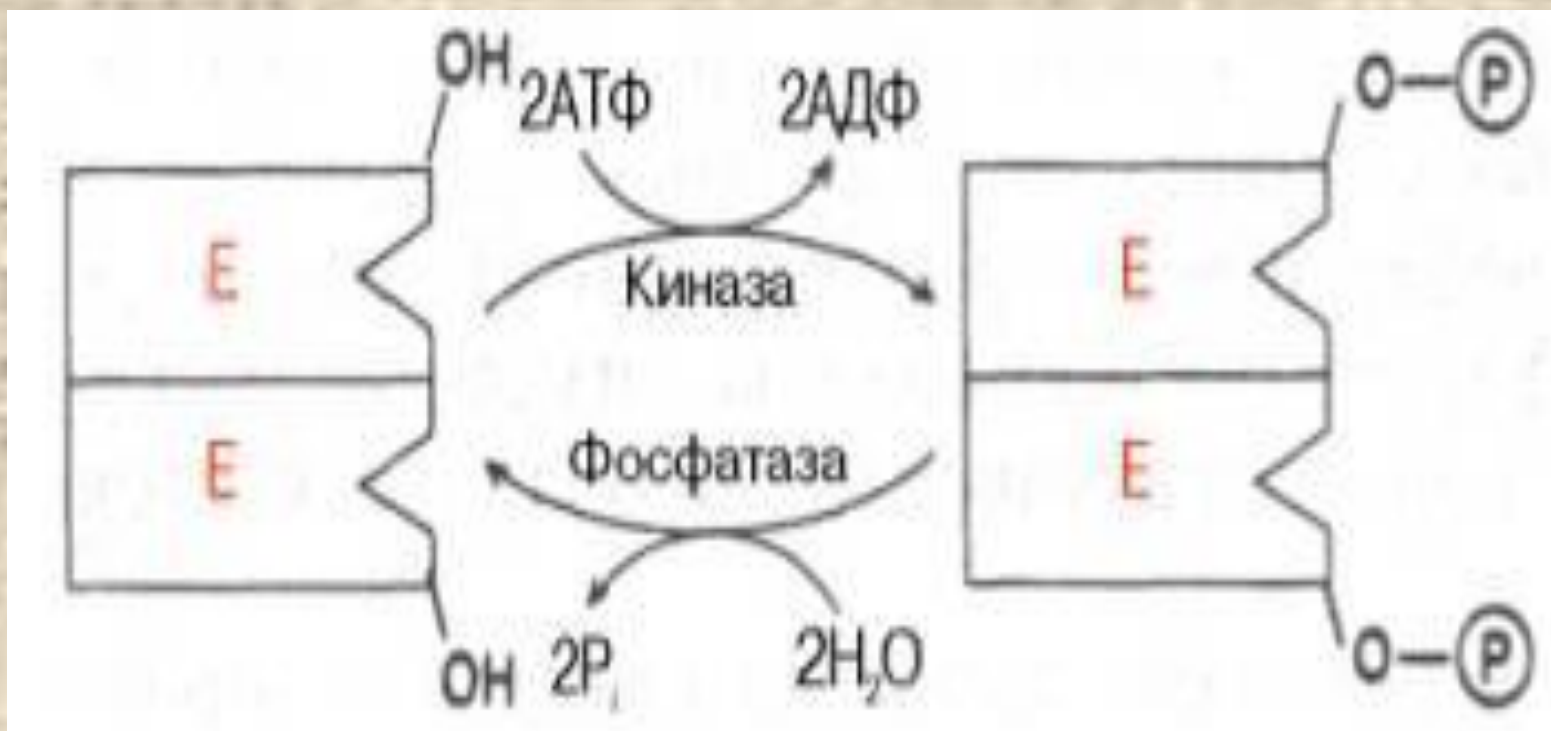 OH 2АТФ 2АДФ O—P
E Киназа E
E Фосфатаза E
OH 2Pᵢ 2H₂O O—P